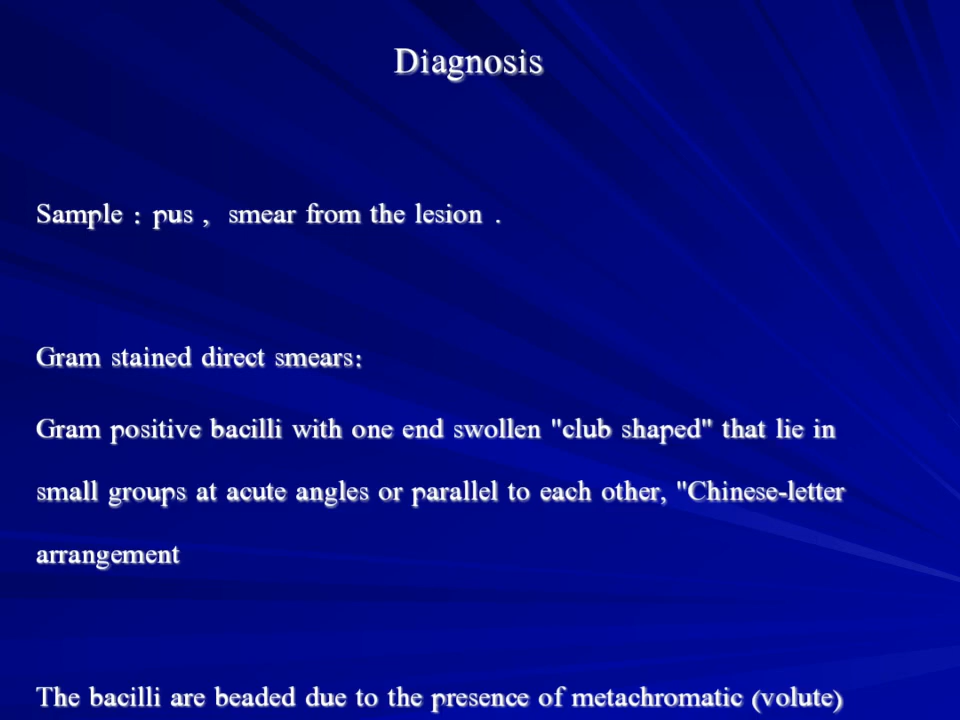 Diagnosis
Sample : pus ,  smear from the lesion .
Gram stained direct smears:
Gram positive bacilli with one end swollen "club shaped" that lie in
small groups at acute angles or parallel to each other, "Chinese-letter
arrangement
The bacilli are beaded due to the presence of metachromatic (volute)